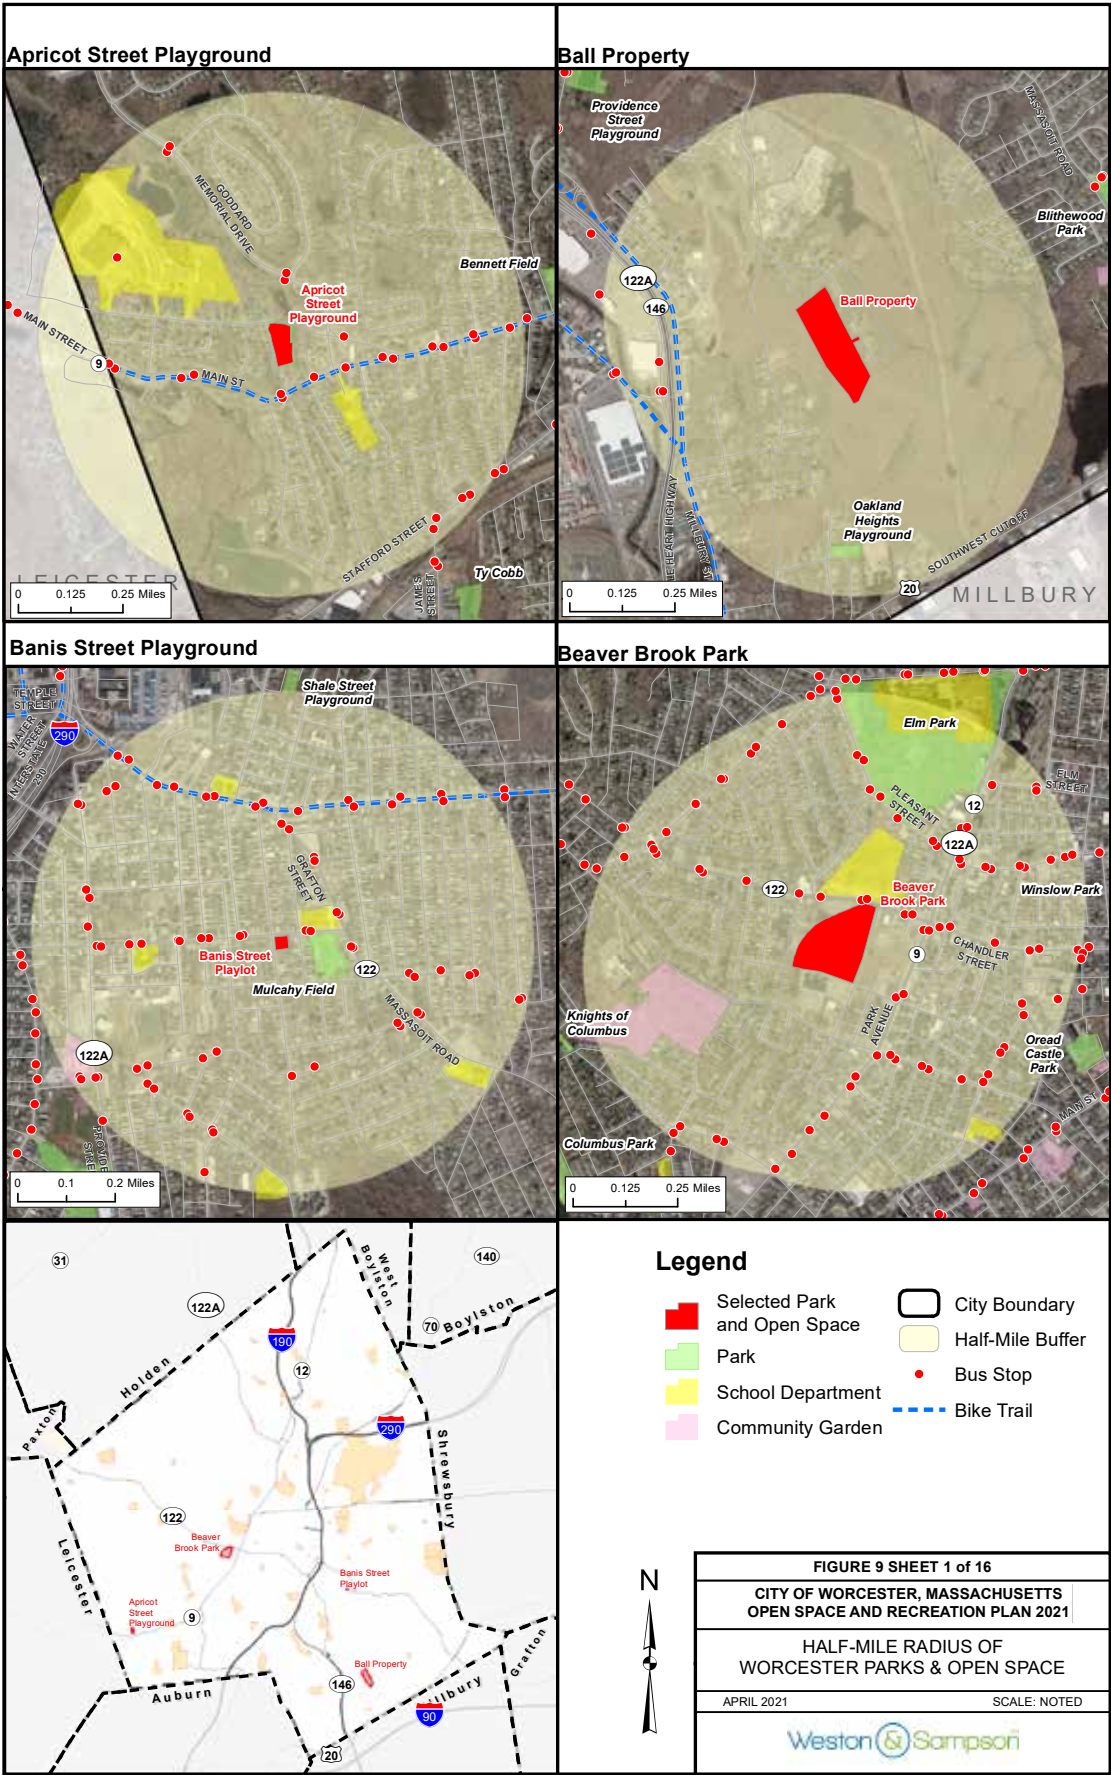 Apricot Street Playground
GODDARD
MEMORIAL DRIVE
Bennett Field
Apricot
Street
Playground
MAIN STREET
9
MAIN ST
STAFFORD STREET
JAMES
STREET
Ty Cobb
LEICESTER
0 0.125 0.25 Miles
Ball Property
Providence
Street
Playground
MASSASOIT ROAD
Blithewood
Park
122A
146
Ball Property
Oakland
Heights
Playground
SOUTHWEST CUTOFF
LE HEART HIGHWAY
MILLBURY ST
20
MILLBURY
0 0.125 0.25 Miles
Banis Street Playground
TEMPLE
STREET
WATER
STREET
INTERSTATE
290
290
Shale Street
Playground
GRAFTON
STREET
Banis Street
Playlot
Mulcahy Field
122
MASSASOIT ROAD
122A
PROVIDE
STRE
0 0.1 0.2 Miles
Beaver Brook Park
Elm Park
ELM
STREET
PLEASANT
STREET
12
122A
122
Beaver
Brook Park
Winslow Park
CHANDLER
STREET
9
PARK
AVENUE
Knights of
Columbus
Oread
Castle
Park
MAIN ST
Columbus Park
0 0.125 0.25 Miles
31
122A
140
West
Boylston
70
Boylston
190
12
Holden
Paxton
290
Shrewsbury
122
Beaver
Brook Park
Leicester
Banis Street
Playlot
Apricot
Street
Playground
9
Ball Property
146
Auburn
llbury
Grafton
90
20
Legend
Selected Park
and Open Space
Park
School Department
Community Garden
City Boundary
Half-Mile Buffer
Bus Stop
Bike Trail
N
FIGURE 9 SHEET 1 of 16
CITY OF WORCESTER, MASSACHUSETTS
OPEN SPACE AND RECREATION PLAN 2021
HALF-MILE RADIUS OF
WORCESTER PARKS & OPEN SPACE
APRIL 2021 SCALE: NOTED
Weston & Sampson